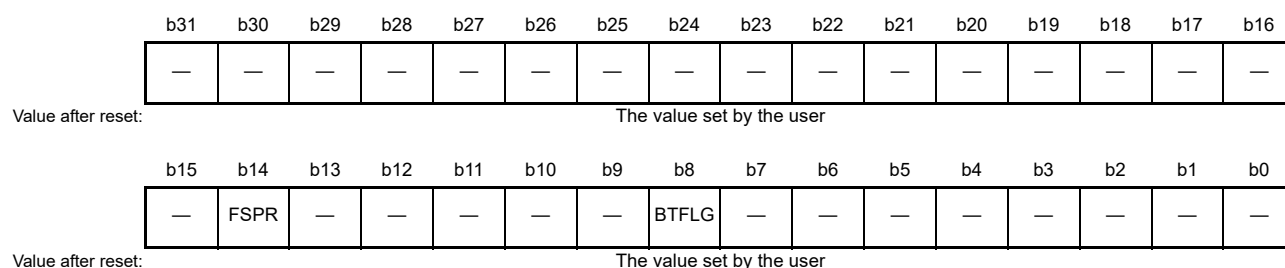 b31 b30 b29 b28 b27 b26 b25 b24 b23 b22 b21 b20 b19 b18 b17 b16
— — — — — — — — — — — — — — — —
Value after reset: The value set by the user
b15 b14 b13 b12 b11 b10 b9 b8 b7 b6 b5 b4 b3 b2 b1 b0
— FSPR — — — — — BTFLG — — — — — — — —
Value after reset: The value set by the user